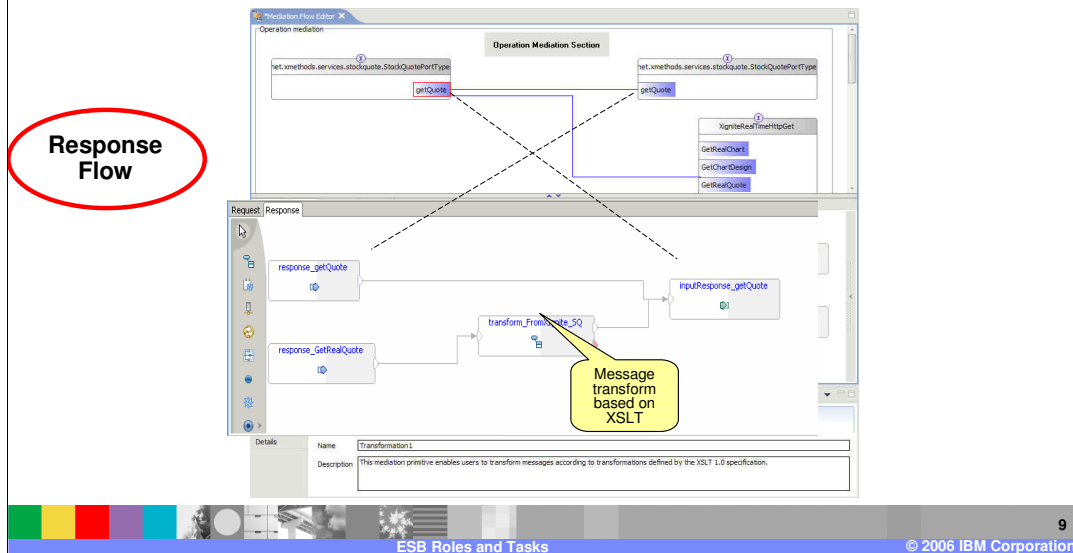 *Mediation Flow Editor X
Operation mediation
Operation Mediation Section
net.xmethods.services.stockquote.StockQuotePortType
getQuote
net.xmethods.services.stockquote.StockQuotePortType
getQuote
XigniteRealTimeHttpGet
GetRealChart
GetChartDesign
GetRealQuote
Response
Flow
Request Response
response_getQuote
inputResponse_getQuote
response_GetRealQuote
Message
transform
based on
XSLT
Details
Name
Transformation1
Description
This mediation primitive enables users to transform messages according to transformations defined by the XSLT 1.0 specification.
9
ESB Roles and Tasks
© 2006 IBM Corporation